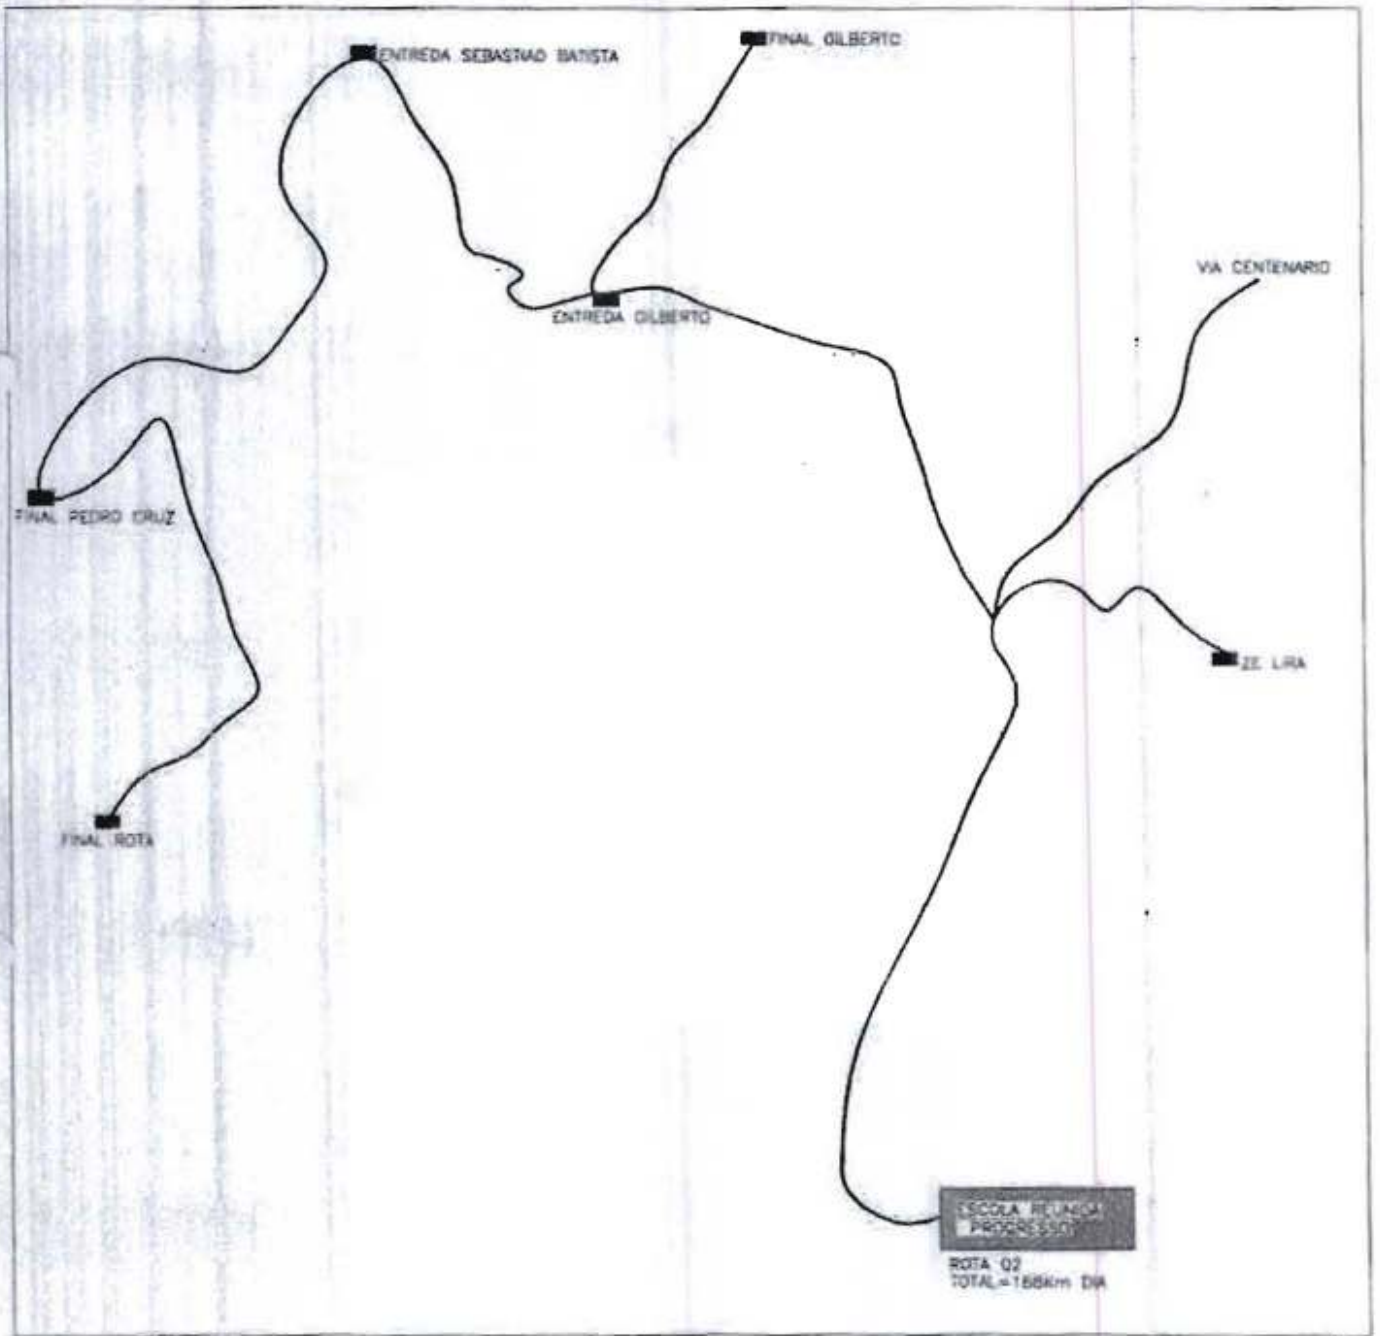 FINAL GILBERTO
ENTREDA SEBASTIAO BATISTA
VIA CENTENARIO
ENTREDA GILBERTO
FINAL PEDRO CRUZ
ZE LIRA
FINAL ROTA
ESCOLA REUNIDA
PROGRESSO
ROTA 02
TOTAL=168Km DIA